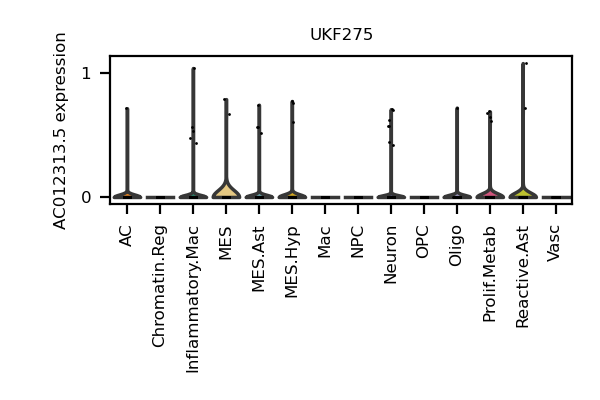 UKF275
AC012313.5 expression
1
0
AC
Chromatin.Reg
Inflammatory.Mac
MES
MES.Ast
MES.Hyp
Mac
NPC
Neuron
OPC
Oligo
Prolif.Metab
Reactive.Ast
Vasc